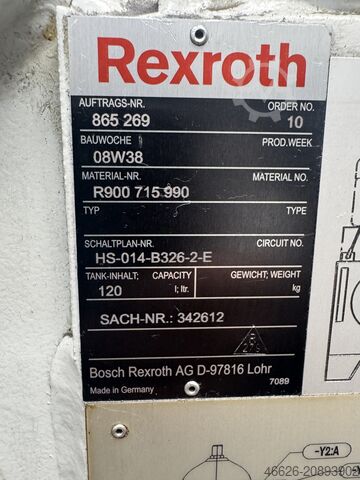 Rexroth
AUFTRAGS-NR. ORDER NO.
865 269 10
BAUWOCHE PROD.WEEK
08W38
MATERIAL-NR. MATERIAL NO.
R900 715 990
TYP TYPE
SCHALTPLAN-NR. CIRCUIT NO.
HS-014-B326-2-E
TANK-INHALT; CAPACITY GEWICHT; WEIGHT
120 l; ltr. kg
SACH-NR.: 342612
Bosch Rexroth AG D-97816 Lohr
Made in Germany 7089
-Y2:A
46626-20893902